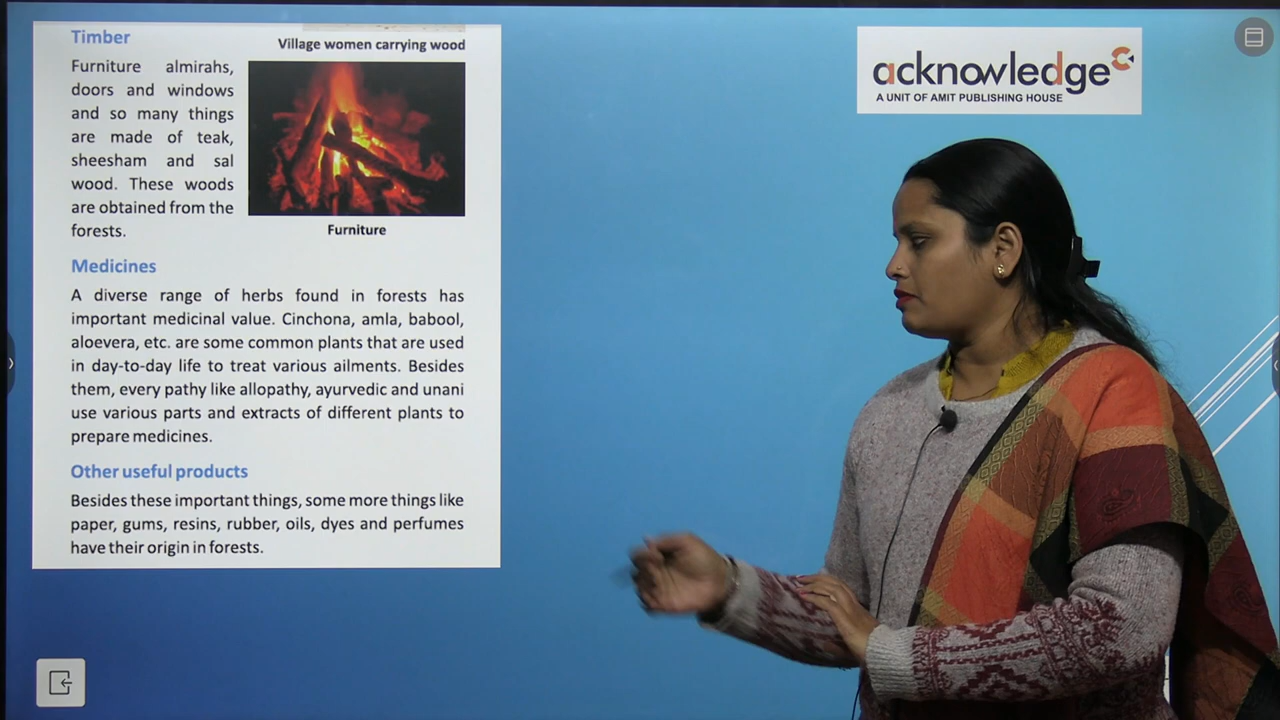 Timber
Village women carrying wood
Furniture almirahs,
doors and windows
and so many things
are made of teak,
sheesham and sal
wood. These woods
are obtained from the
forests.
Furniture
Medicines
A diverse range of herbs found in forests has
important medicinal value. Cinchona, amla, babool,
aloevera, etc. are some common plants that are used
in day-to-day life to treat various ailments. Besides
them, every pathy like allopathy, ayurvedic and unani
use various parts and extracts of different plants to
prepare medicines.
Other useful products
Besides these important things, some more things like
paper, gums, resins, rubber, oils, dyes and perfumes
have their origin in forests.
acknowledge
A UNIT OF AMIT PUBLISHING HOUSE